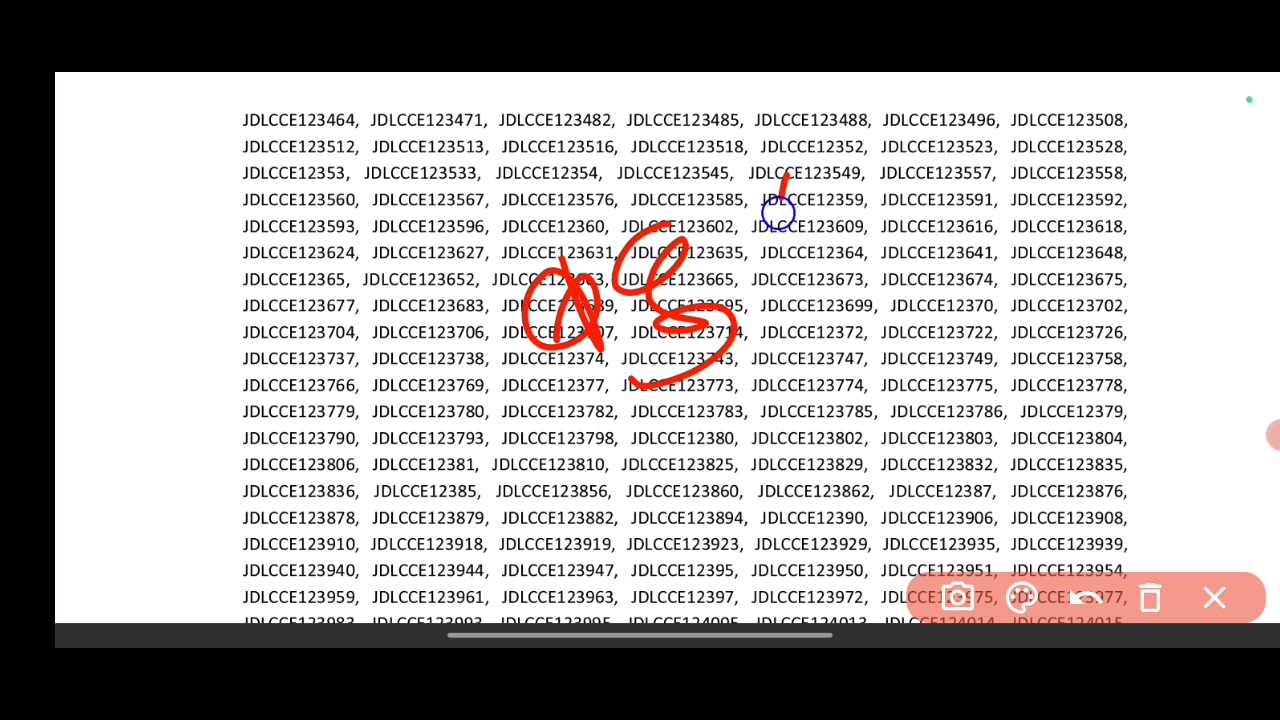 JDLCCE123464, JDLCCE123471, JDLCCE123482, JDLCCE123485, JDLCCE123488, JDLCCE123496, JDLCCE123508,
JDLCCE123512, JDLCCE123513, JDLCCE123516, JDLCCE123518, JDLCCE12352, JDLCCE123523, JDLCCE123528,
JDLCCE12353, JDLCCE123533, JDLCCE12354, JDLCCE123545, JDLCCE123549, JDLCCE123557, JDLCCE123558,
JDLCCE123560, JDLCCE123567, JDLCCE123576, JDLCCE123585, JDLCCE12359, JDLCCE123591, JDLCCE123592,
JDLCCE123593, JDLCCE123596, JDLCCE12360, JDLCCE123602, JDLCCE123609, JDLCCE123616, JDLCCE123618,
JDLCCE123624, JDLCCE123627, JDLCCE123631, JDLCCE123635, JDLCCE12364, JDLCCE123641, JDLCCE123648,
JDLCCE12365, JDLCCE123652, JDLCCE123665, JDLCCE123673, JDLCCE123674, JDLCCE123675,
JDLCCE123677, JDLCCE123683, JDLCCE123695, JDLCCE123699, JDLCCE12370, JDLCCE123702,
JDLCCE123704, JDLCCE123706, JDLCCE123714, JDLCCE12372, JDLCCE123722, JDLCCE123726,
JDLCCE123737, JDLCCE123738, JDLCCE12374, JDLCCE123743, JDLCCE123747, JDLCCE123749, JDLCCE123758,
JDLCCE123766, JDLCCE123769, JDLCCE12377, JDLCCE123773, JDLCCE123774, JDLCCE123775, JDLCCE123778,
JDLCCE123779, JDLCCE123780, JDLCCE123782, JDLCCE123783, JDLCCE123785, JDLCCE123786, JDLCCE12379,
JDLCCE123790, JDLCCE123793, JDLCCE123798, JDLCCE12380, JDLCCE123802, JDLCCE123803, JDLCCE123804,
JDLCCE123806, JDLCCE12381, JDLCCE123810, JDLCCE123825, JDLCCE123829, JDLCCE123832, JDLCCE123835,
JDLCCE123836, JDLCCE12385, JDLCCE123856, JDLCCE123860, JDLCCE123862, JDLCCE12387, JDLCCE123876,
JDLCCE123878, JDLCCE123879, JDLCCE123882, JDLCCE123894, JDLCCE12390, JDLCCE123906, JDLCCE123908,
JDLCCE123910, JDLCCE123918, JDLCCE123919, JDLCCE123923, JDLCCE123929, JDLCCE123935, JDLCCE123939,
JDLCCE123940, JDLCCE123944, JDLCCE123947, JDLCCE12395, JDLCCE123950, JDLCCE123951, JDLCCE123954,
JDLCCE123959, JDLCCE123961, JDLCCE123963, JDLCCE12397, JDLCCE123972,